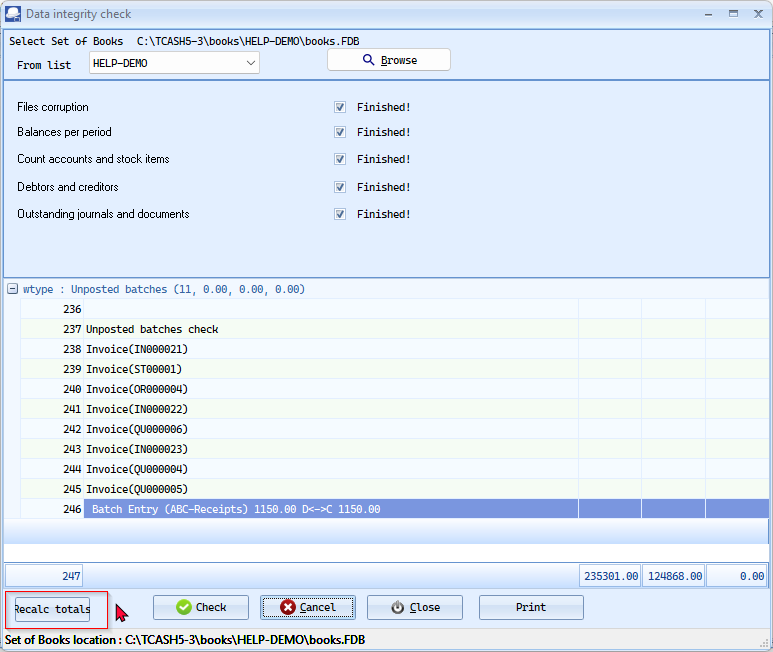 Data integrity check
Select Set of Books C:\TCASH5-3\books\HELP-DEMO\books.FDB
From list HELP-DEMO Browse
Files corruption Finished!
Balances per period Finished!
Count accounts and stock items Finished!
Debtors and creditors Finished!
Outstanding journals and documents Finished!
wtype : Unposted batches (11, 0.00, 0.00, 0.00)
236
237 Unposted batches check
238 Invoice(IN000021)
239 Invoice(ST00001)
240 Invoice(OR000004)
241 Invoice(IN000022)
242 Invoice(QU000006)
243 Invoice(IN000023)
244 Invoice(QU000004)
245 Invoice(QU000005)
246 Batch Entry (ABC-Receipts) 1150.00 D<->C 1150.00
247 235301.00 124868.00 0.00
Recalc totals Check Cancel Close Print
Set of Books location : C:\TCASH5-3\books\HELP-DEMO\books.FDB